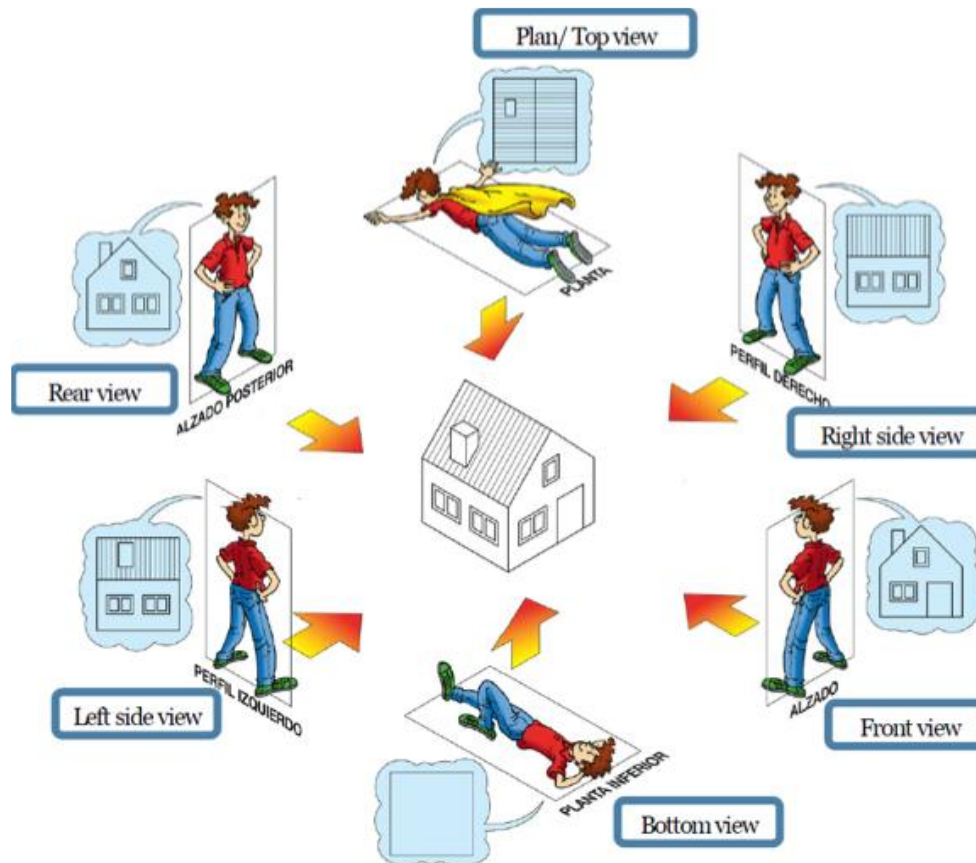 Plan/ Top view
PLANTA
Rear view
ALZADO POSTERIOR
PERFIL DERECHO
Right side view
Left side view
PERFIL IZQUIERDO
ALZADO
Front view
PLANTA INFERIOR
Bottom view